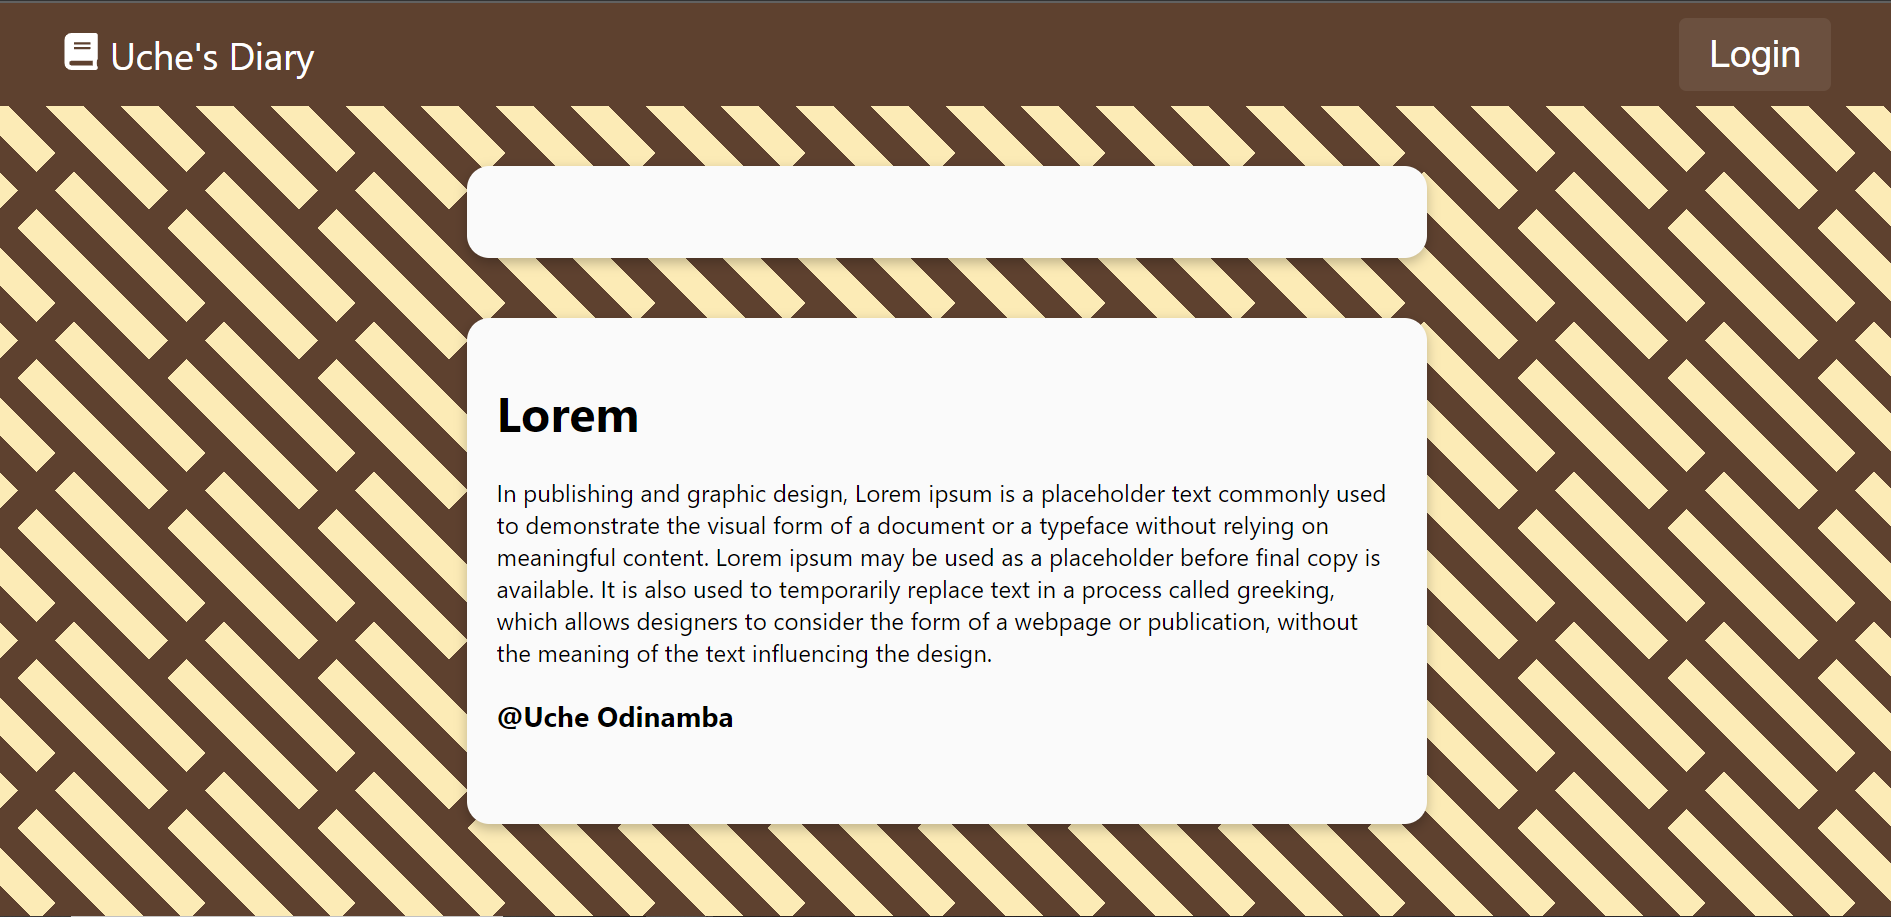 Uche's Diary
Login
Lorem
In publishing and graphic design, Lorem ipsum is a placeholder text commonly used
to demonstrate the visual form of a document or a typeface without relying on
meaningful content. Lorem ipsum may be used as a placeholder before final copy is
available. It is also used to temporarily replace text in a process called greeking,
which allows designers to consider the form of a webpage or publication, without
the meaning of the text influencing the design.
@Uche Odinamba